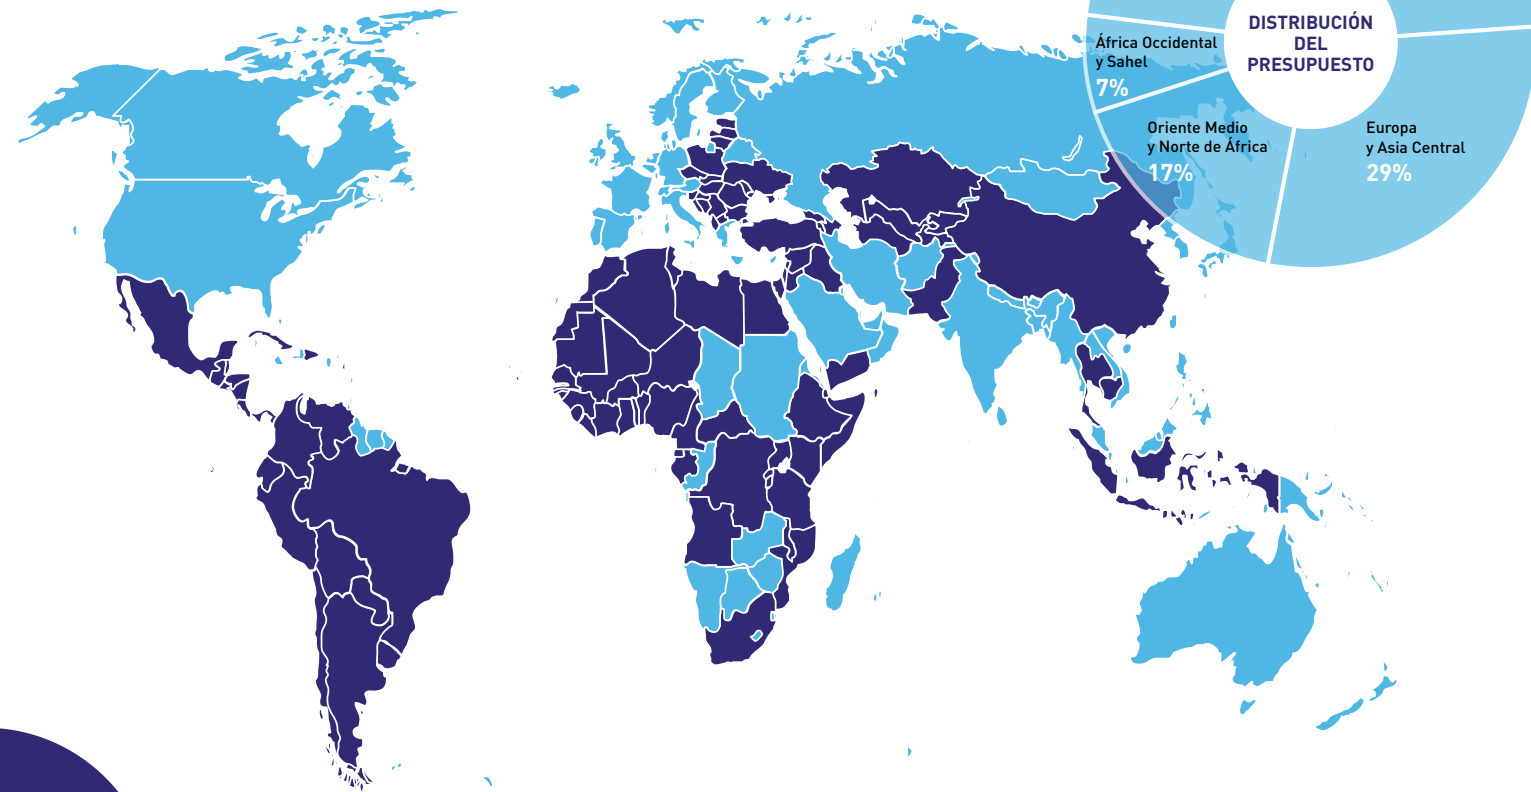 DISTRIBUCIÓN
DEL
PRESUPUESTO
África Occidental
y Sahel
7%
Oriente Medio
y Norte de África
17%
Europa
y Asia Central
29%